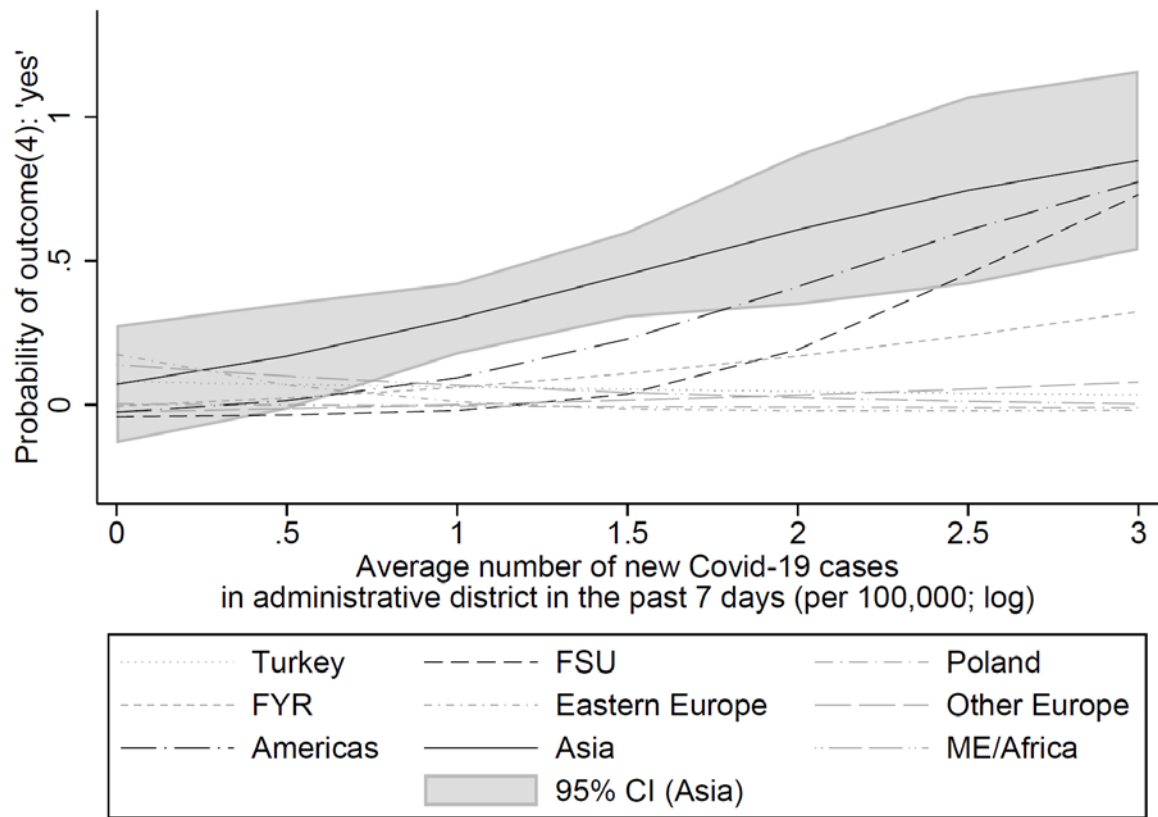 Probability of outcome(4): 'yes'
1
.5
0
0 .5 1 1.5 2 2.5 3
Average number of new Covid-19 cases
in administrative district in the past 7 days (per 100,000; log)
Turkey FSU Poland
FYR Eastern Europe Other Europe
Americas Asia ME/Africa
95% CI (Asia)